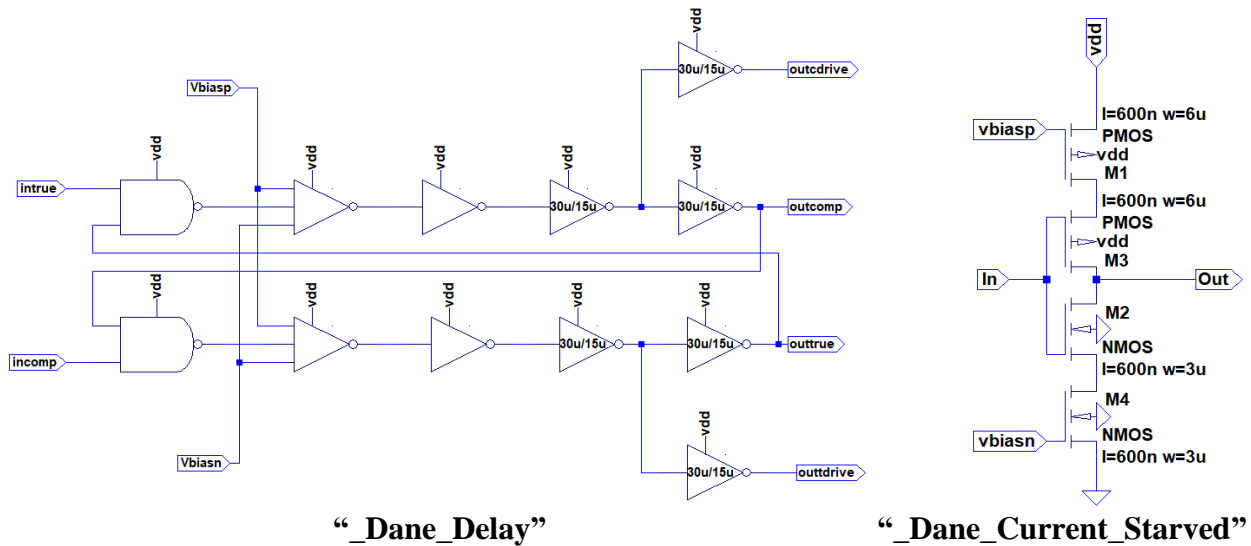 vdd
30u/15u
outcdrive
Vbiasp
vdd
vdd
vdd
vdd
vdd
intrue
30u/15u
30u/15u
outcomp
vdd
vdd
vdd
vdd
vdd
incomp
30u/15u
30u/15u
outtrue
vdd
Vbiasn
30u/15u
outtdrive
“_Dane_Delay”
vdd
l=600n w=6u
vbiasp
PMOS
vdd
M1
l=600n w=6u
PMOS
vdd
M3
In
Out
M2
NMOS
l=600n w=3u
M4
vbiasn
NMOS
l=600n w=3u
“_Dane_Current_Starved”